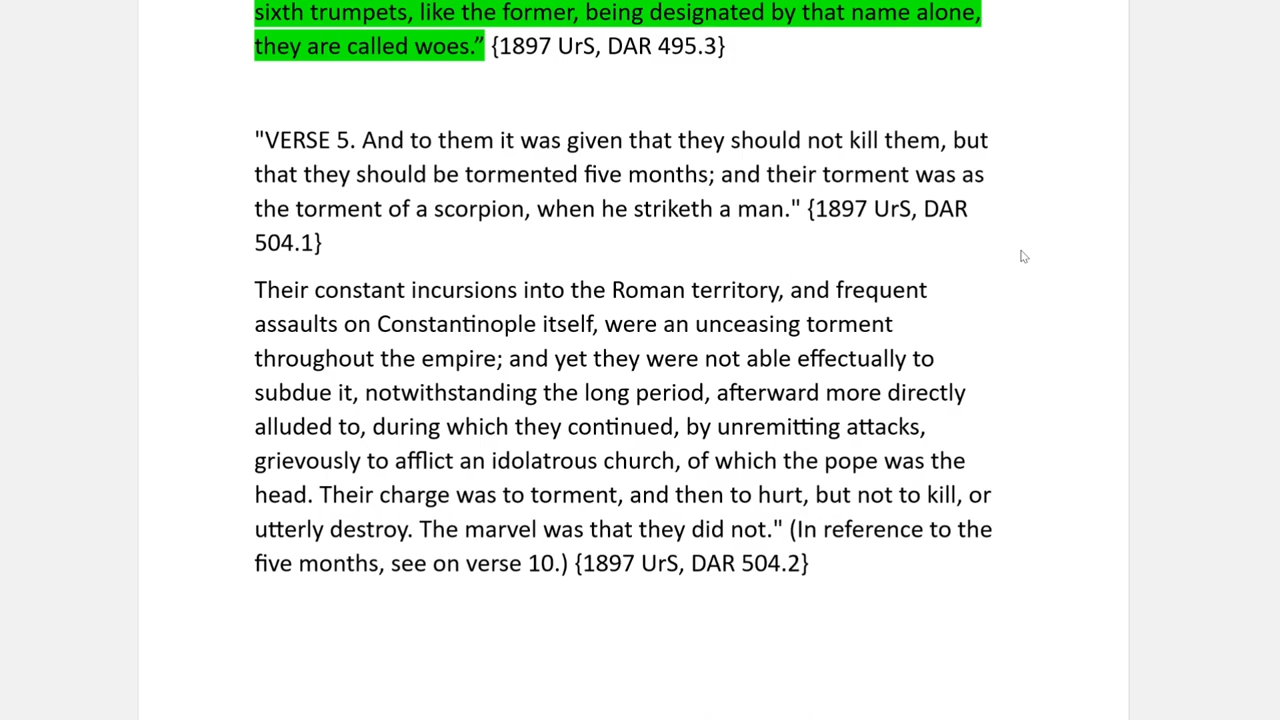 sixth trumpets, like the former, being designated by that name alone,
they are called woes.” {1897 UrS, DAR 495.3}
"VERSE 5. And to them it was given that they should not kill them, but
that they should be tormented five months; and their torment was as
the torment of a scorpion, when he striketh a man." {1897 UrS, DAR
504.1}
Their constant incursions into the Roman territory, and frequent
assaults on Constantinople itself, were an unceasing torment
throughout the empire; and yet they were not able effectually to
subdue it, notwithstanding the long period, afterward more directly
alluded to, during which they continued, by unremitting attacks,
grievously to afflict an idolatrous church, of which the pope was the
head. Their charge was to torment, and then to hurt, but not to kill, or
utterly destroy. The marvel was that they did not." (In reference to the
five months, see on verse 10.) {1897 UrS, DAR 504.2}